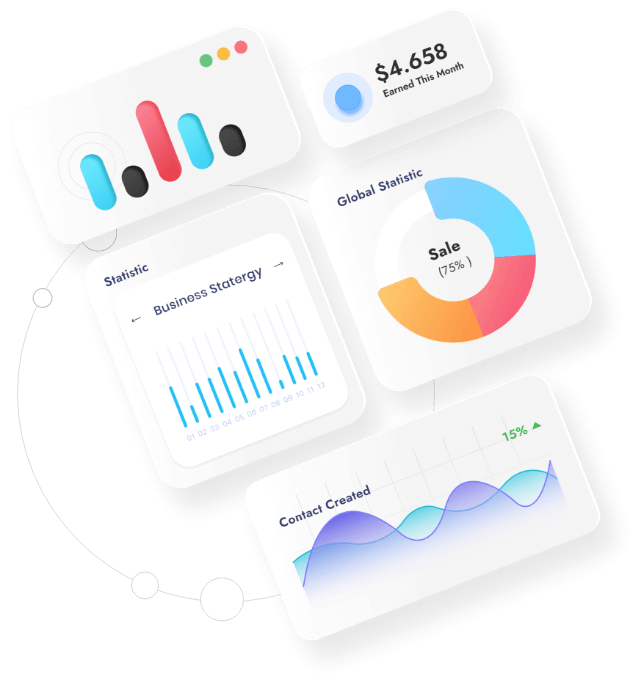 $4.658
Earned This Month
Global Statistic
Sale
(75% )
Statistic
← Business Statergy →
01 02 03 04 05 06 07 08 09 10 11 12
15% ▲
Contact Created